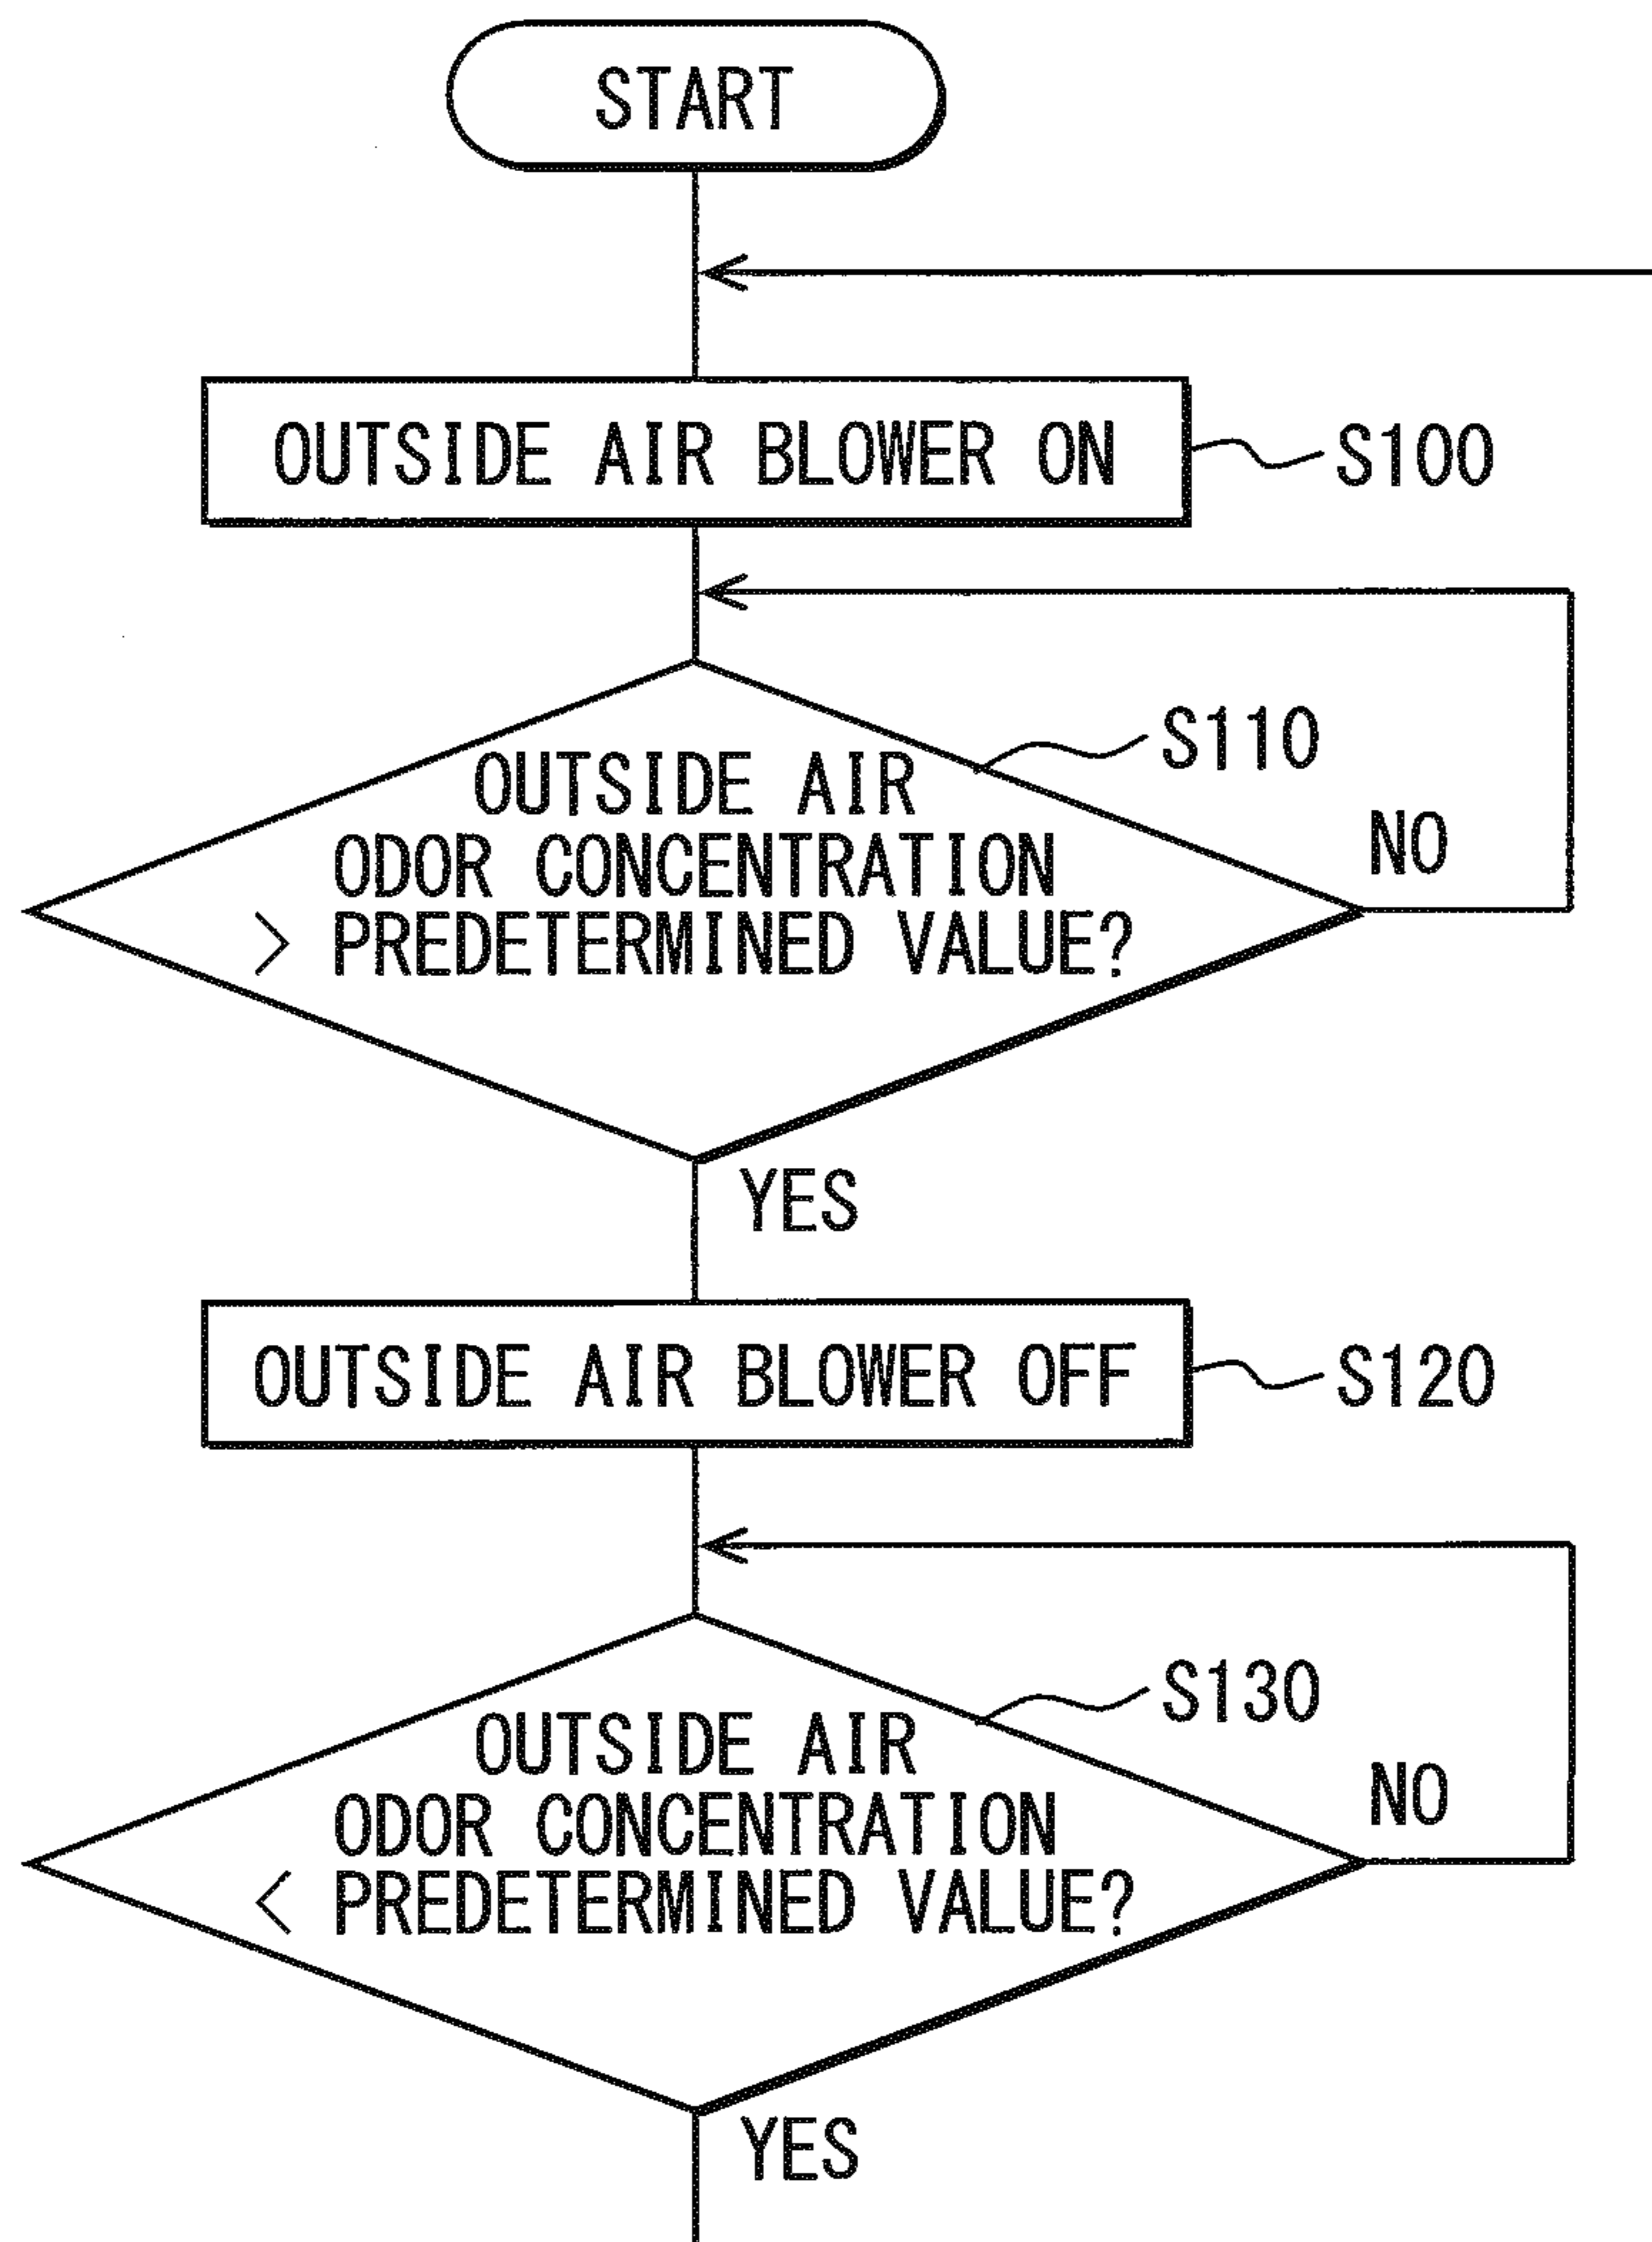 START
OUTSIDE AIR BLOWER ON
S100
S110
OUTSIDE AIR
ODOR CONCENTRATION
> PREDETERMINED VALUE?
NO
YES
OUTSIDE AIR BLOWER OFF
S120
S130
OUTSIDE AIR
ODOR CONCENTRATION
< PREDETERMINED VALUE?
NO
YES